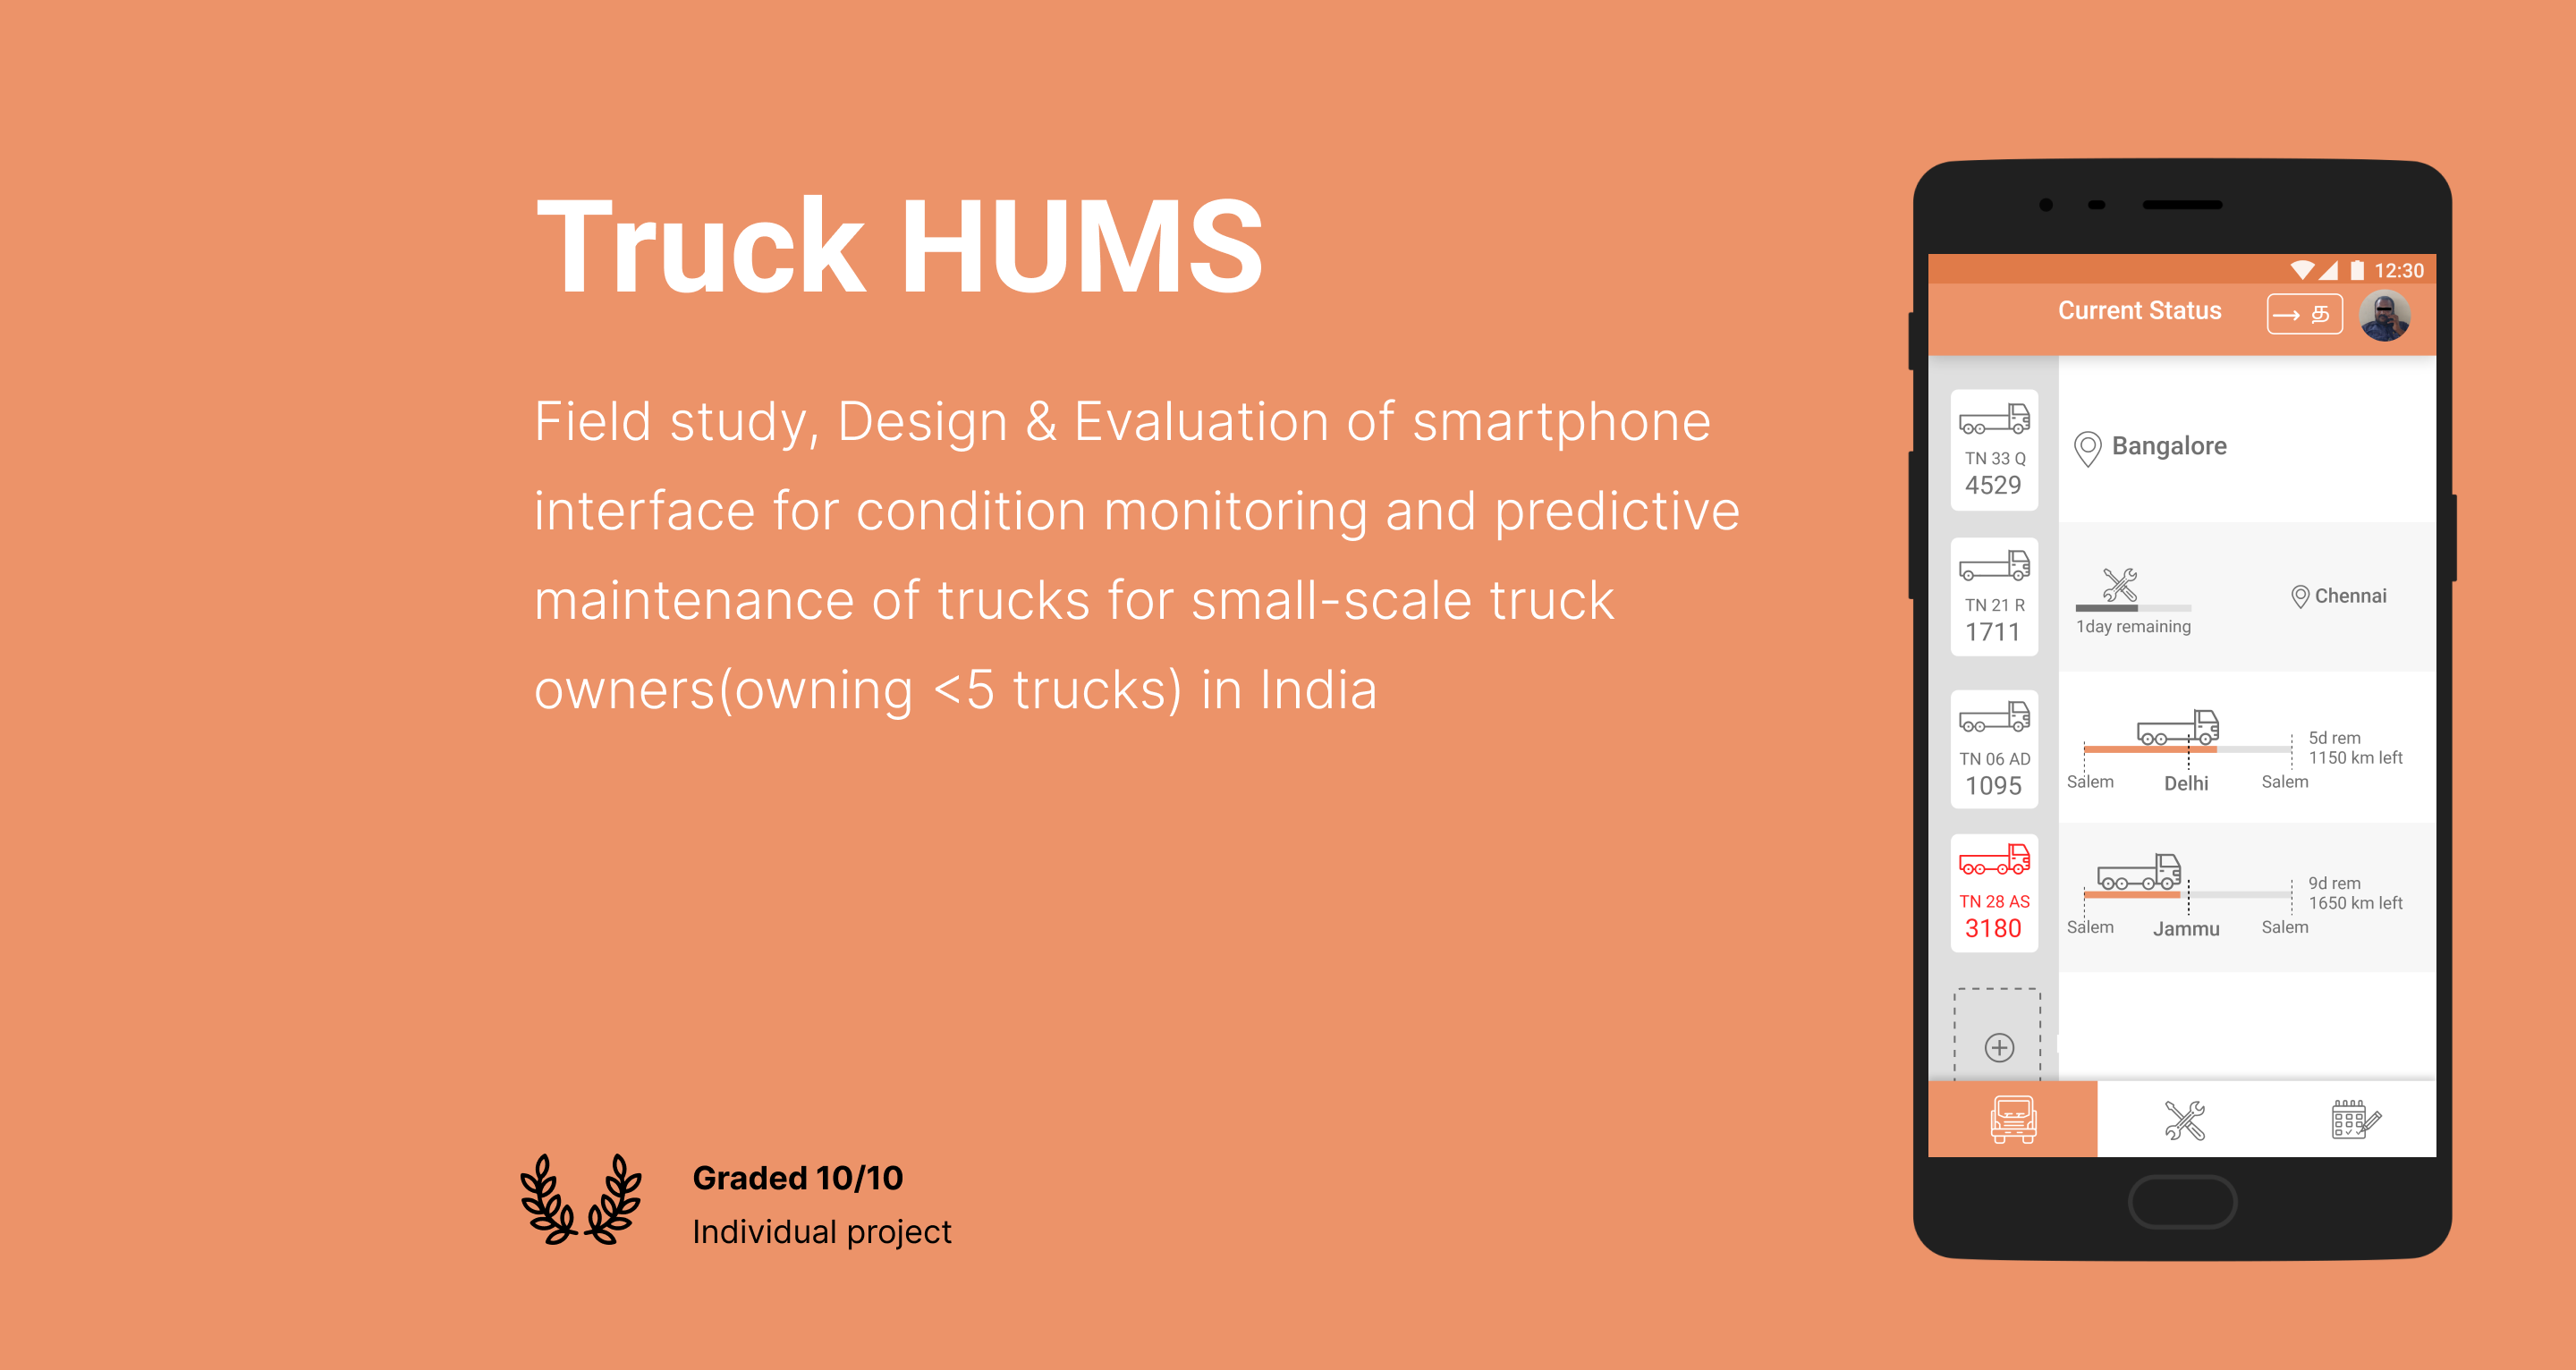 Truck HUMS
Field study, Design & Evaluation of smartphone
interface for condition monitoring and predictive
maintenance of trucks for small-scale truck
owners(owning <5 trucks) in India
Graded 10/10
Individual project
12:30
Current Status
→ த
TN 33 Q
4529
Bangalore
TN 21 R
1711
1day remaining
Chennai
TN 06 AD
1095
Salem
Delhi
Salem
5d rem
1150 km left
TN 28 AS
3180
Salem
Jammu
Salem
9d rem
1650 km left